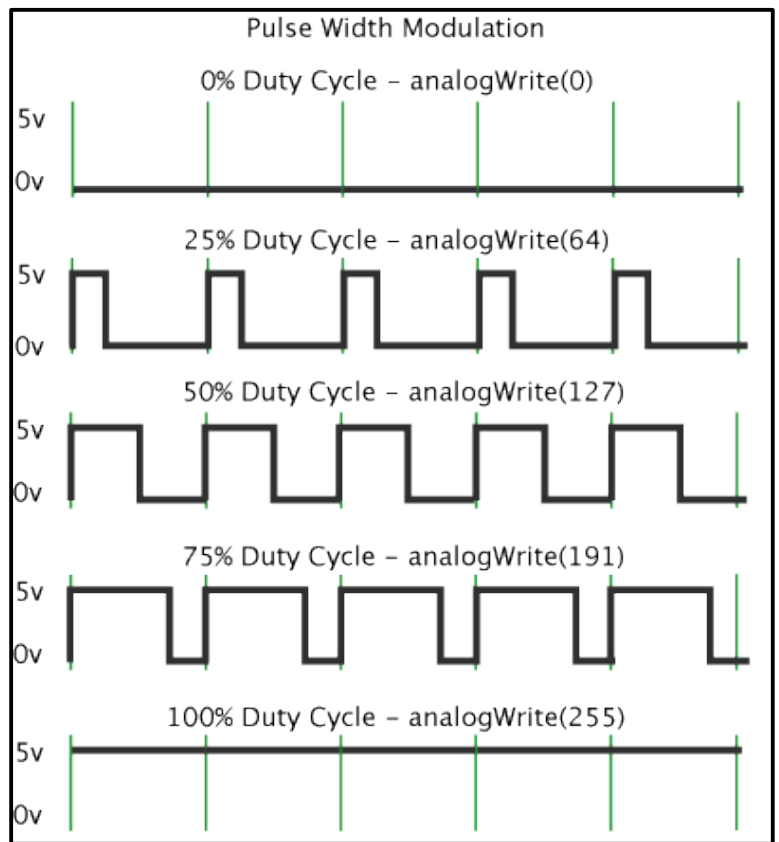 Pulse Width Modulation
0% Duty Cycle – analogWrite(0)
5v
0v
25% Duty Cycle – analogWrite(64)
5v
0v
50% Duty Cycle – analogWrite(127)
5v
0v
75% Duty Cycle – analogWrite(191)
5v
0v
100% Duty Cycle – analogWrite(255)
5v
0v